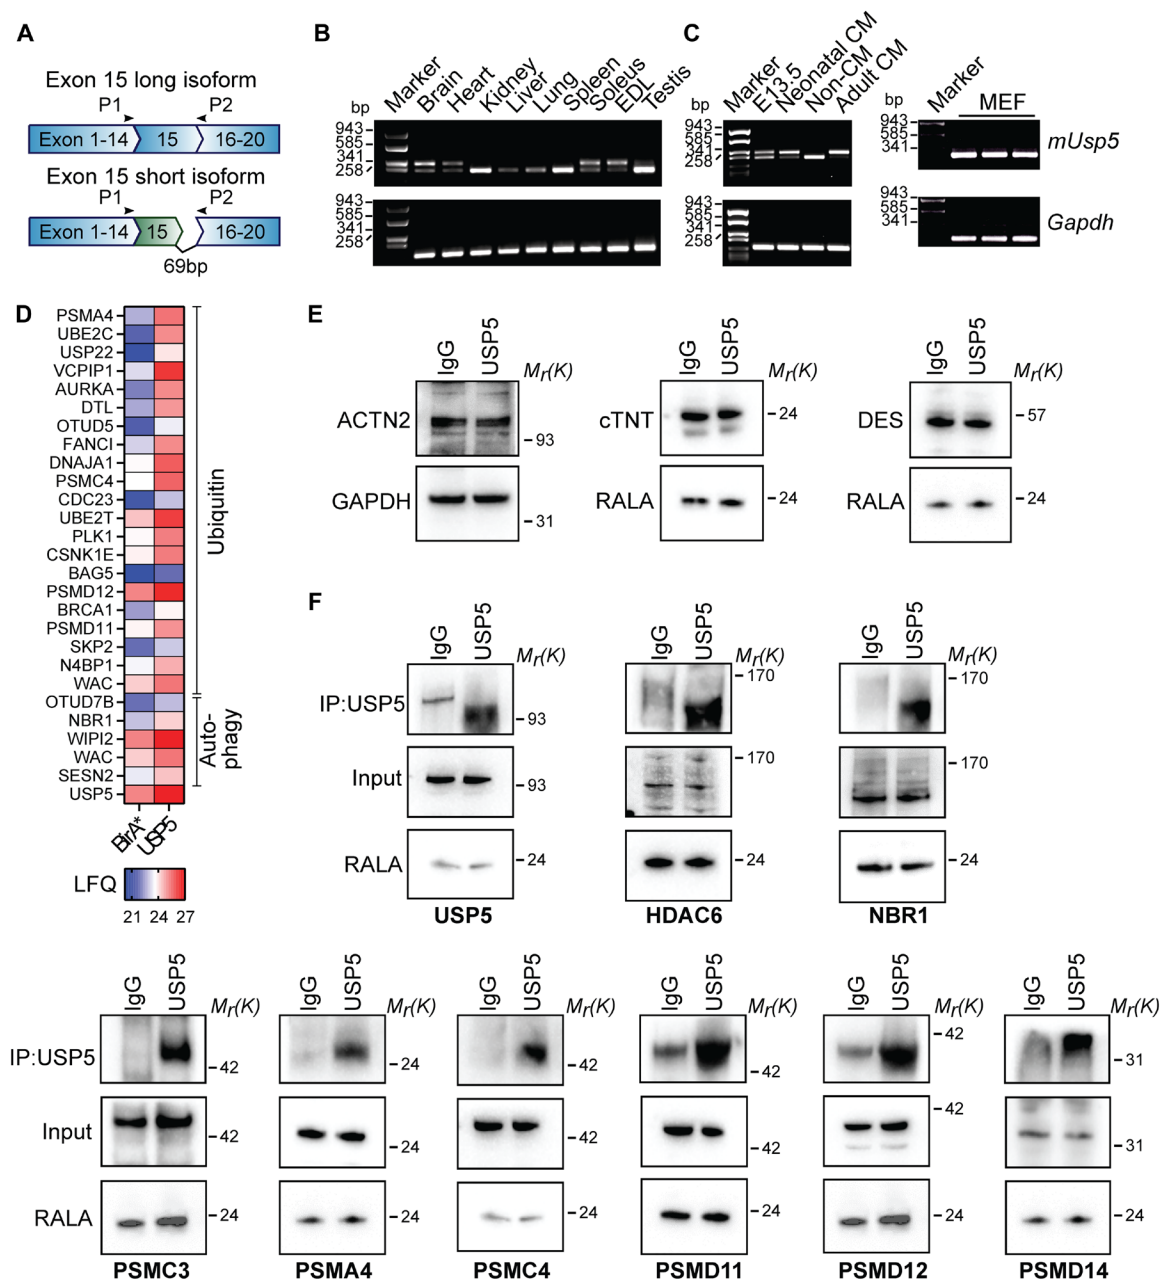 A
Exon 15 long isoform
P1 P2
Exon 1-14 15 16-20
Exon 15 short isoform
P1 P2
Exon 1-14 15 16-20
69bp
B
bp Marker Brain Heart Kidney Liver Lung Spleen Soleus EDL Testis
943
585
341
258
943
585
341
258
C
bp Marker E13.5 Neonatal CM Non-CM Adult CM
943
585
341
258
943
585
341
258
bp Marker MEF
943
585
341
mUsp5
943
585
341
Gapdh
D
PSMA4
UBE2C
USP22
VCPIP1
AURKA
DTL
OTUD5
FANCI
DNAJA1
PSMC4
CDC23
UBE2T
PLK1
CSNK1E
BAG5
PSMD12
BRCA1
PSMD11
SKP2
N4BP1
WAC
OTUD7B
NBR1
WIPI2
WAC
SESN2
USP5
Ubiquitin
Auto-
phagy
BirA* USP5
LFQ
21 24 27
E
IgG USP5 Mr(K)
ACTN2 93
GAPDH 31
IgG USP5 Mr(K)
cTNT 24
RALA 24
IgG USP5 Mr(K)
DES 57
RALA 24
F
IgG USP5 Mr(K)
IP:USP5 93
Input 93
RALA 24
USP5
IgG USP5 Mr(K)
170
170
24
HDAC6
IgG USP5 Mr(K)
170
170
24
NBR1
IgG USP5 Mr(K)
IP:USP5 42
Input 42
RALA 24
PSMC3
IgG USP5 Mr(K)
24
24
24
PSMA4
IgG USP5 Mr(K)
42
42
24
PSMC4
IgG USP5 Mr(K)
42
42
24
PSMD11
IgG USP5 Mr(K)
42
42
24
PSMD12
IgG USP5 Mr(K)
31
31
24
PSMD14